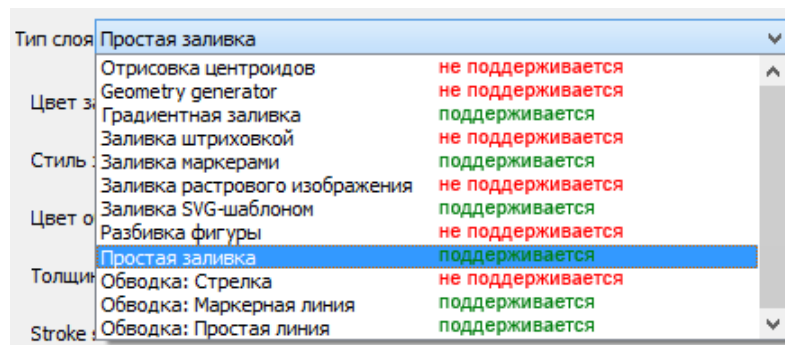 Тип слоя Простая заливка
Отрисовка центроидов не поддерживается
Geometry generator не поддерживается
Цвет за
Градиентная заливка поддерживается
Заливка штриховкой не поддерживается
Стиль
Заливка маркерами поддерживается
Заливка растрового изображения не поддерживается
Цвет о
Заливка SVG-шаблоном поддерживается
Разбивка фигуры не поддерживается
Простая заливка поддерживается
Толщин
Обводка: Стрелка не поддерживается
Обводка: Маркерная линия поддерживается
Stroke s
Обводка: Простая линия поддерживается